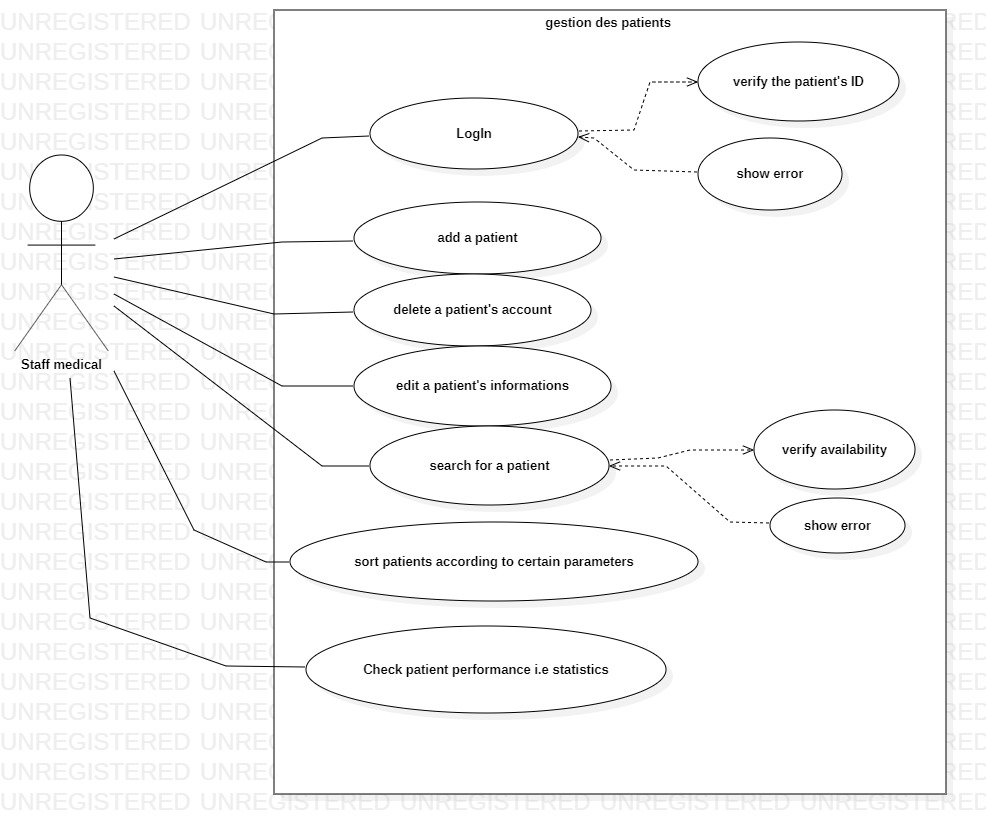 gestion des patients
verify the patient's ID
LogIn
show error
add a patient
delete a patient's account
Staff medical
edit a patient's informations
search for a patient
verify availability
show error
sort patients according to certain parameters
Check patient performance i.e statistics
UNREGISTERED UNREGISTERED UNREGISTERED UNREGISTERED UNREGISTERED